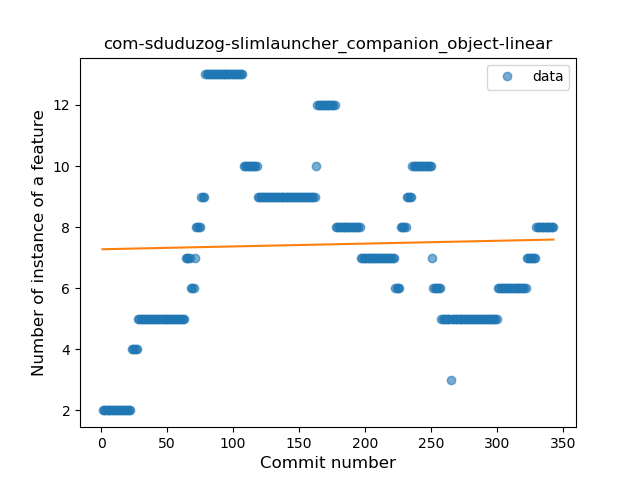 com-sduduzog-slimlauncher_companion_object-linear
data
Number of instance of a feature
12
10
8
6
4
2
0 50 100 150 200 250 300 350
Commit number